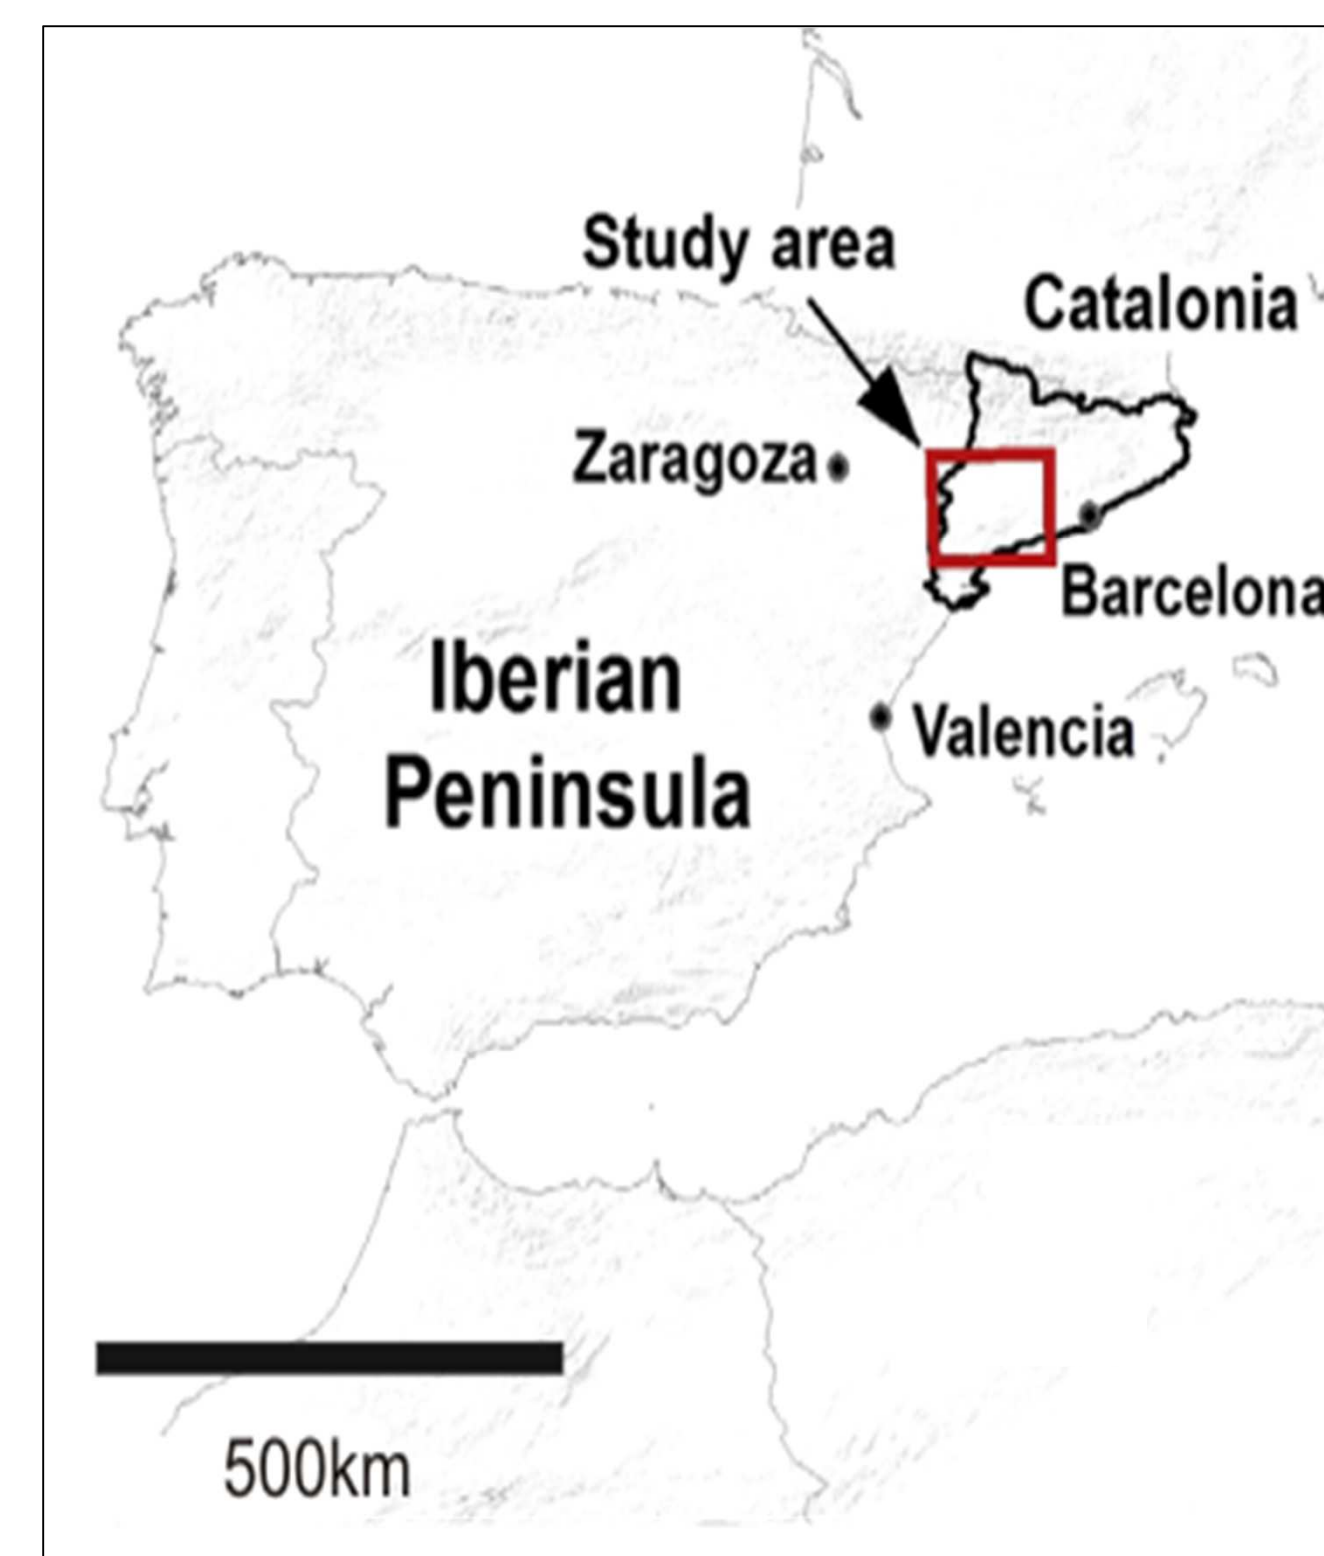 Study area
Catalonia
Zaragoza
Barcelona
Iberian
Peninsula
Valencia
500km